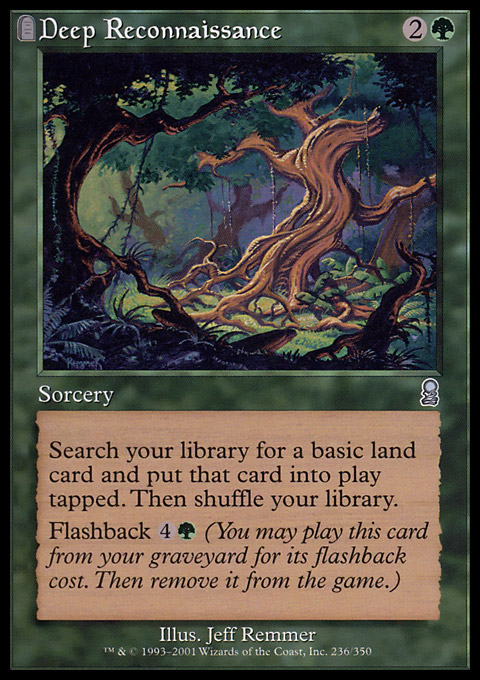 Deep Reconnaissance 2
Remmer
Sorcery
Search your library for a basic land
card and put that card into play
tapped. Then shuffle your library.
Flashback 4 (You may play this card
from your graveyard for its flashback
cost. Then remove it from the game.)
Illus. Jeff Remmer
™ & © 1993–2001 Wizards of the Coast, Inc. 236/350